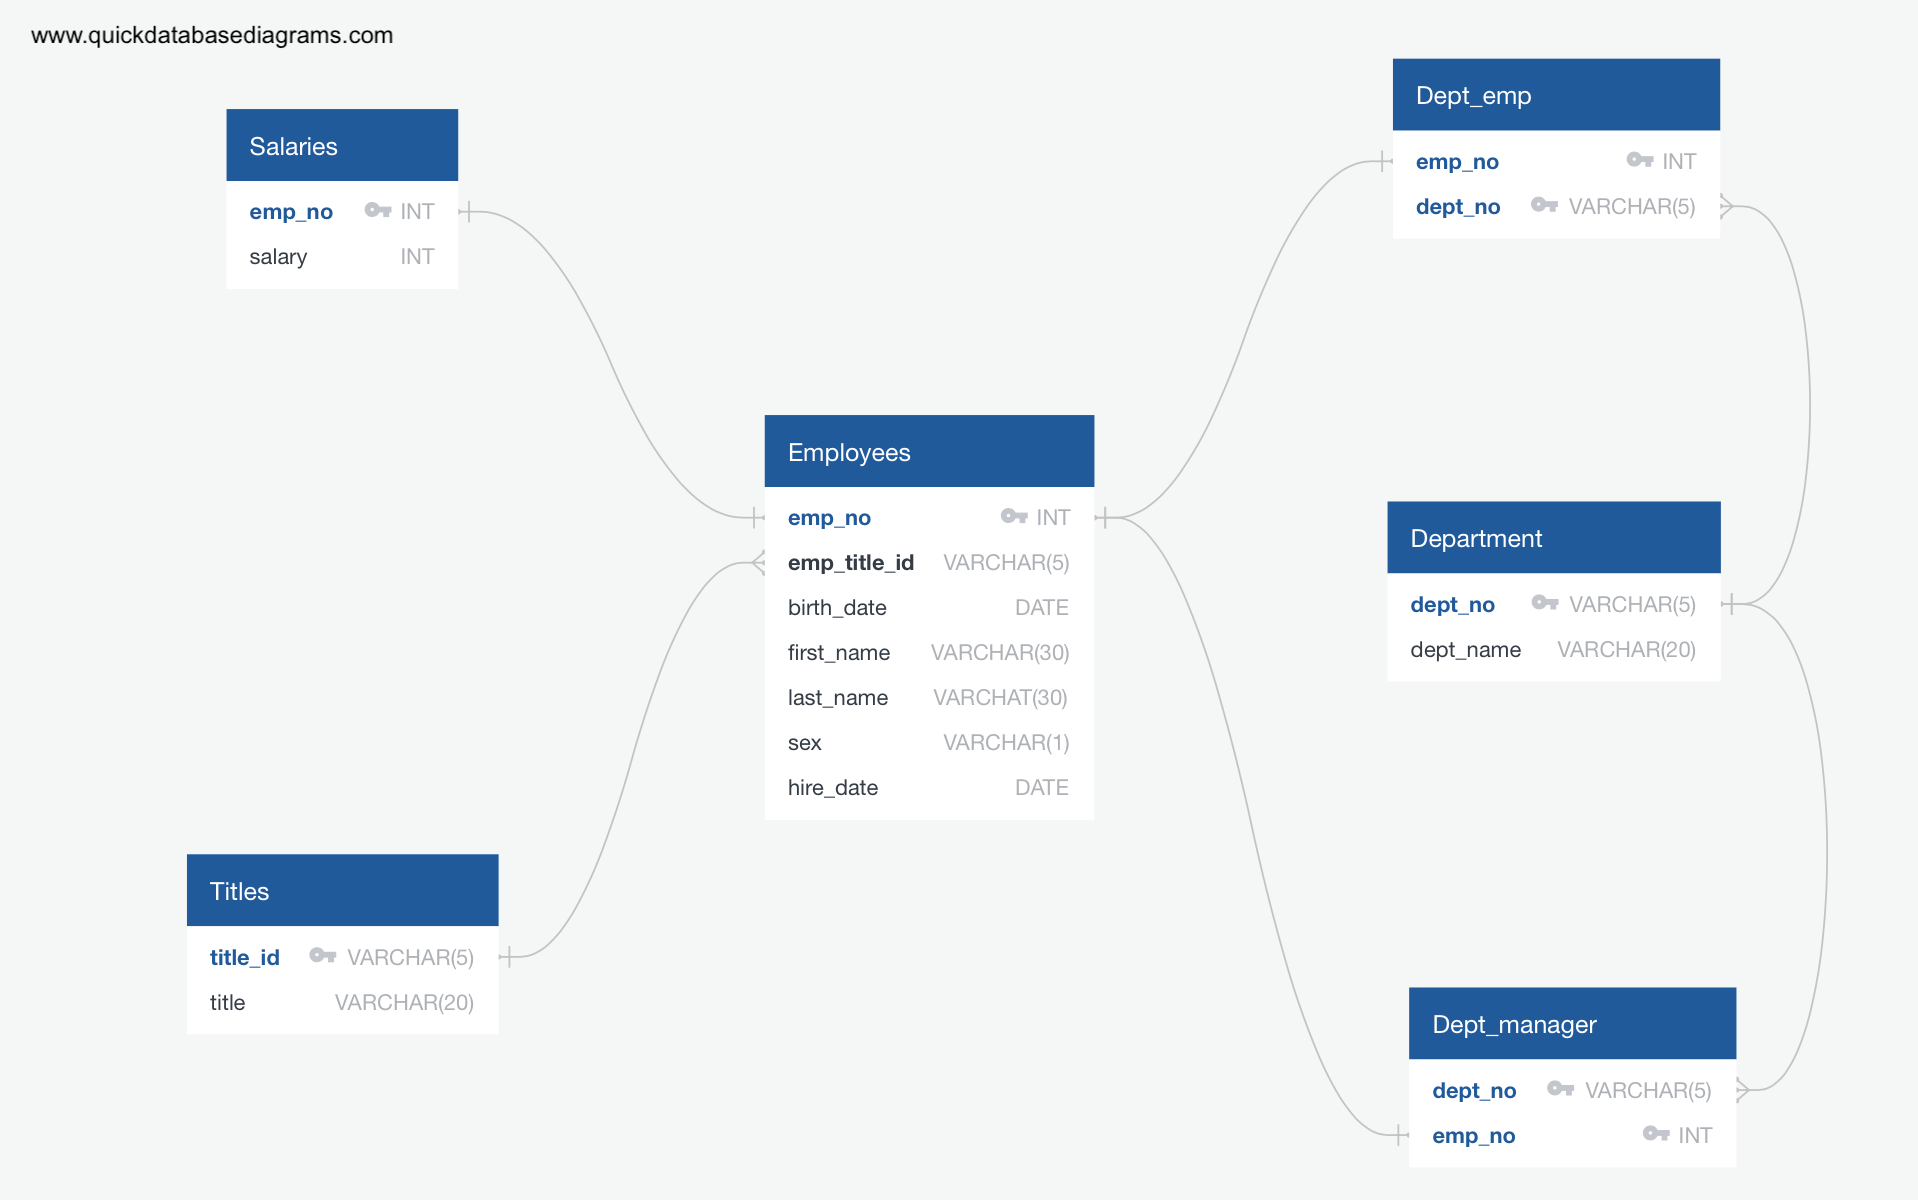 www.quickdatabasediagrams.com
Salaries
emp_no INT
salary INT
Titles
title_id VARCHAR(5)
title VARCHAR(20)
Employees
emp_no INT
emp_title_id VARCHAR(5)
birth_date DATE
first_name VARCHAR(30)
last_name VARCHAT(30)
sex VARCHAR(1)
hire_date DATE
Dept_emp
emp_no INT
dept_no VARCHAR(5)
Department
dept_no VARCHAR(5)
dept_name VARCHAR(20)
Dept_manager
dept_no VARCHAR(5)
emp_no INT